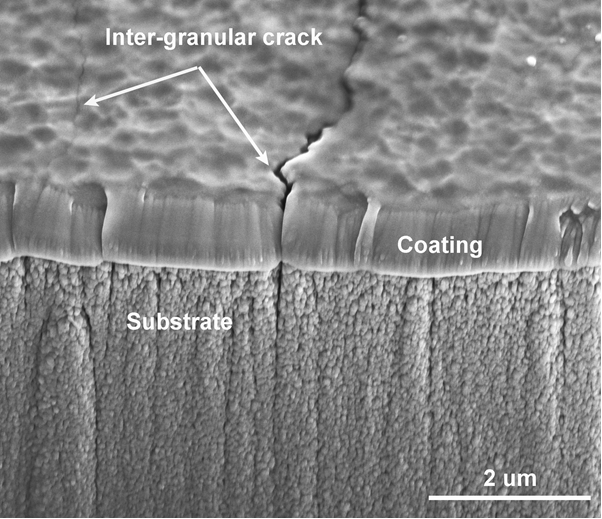 Inter-granular crack
Coating
Substrate
2 um